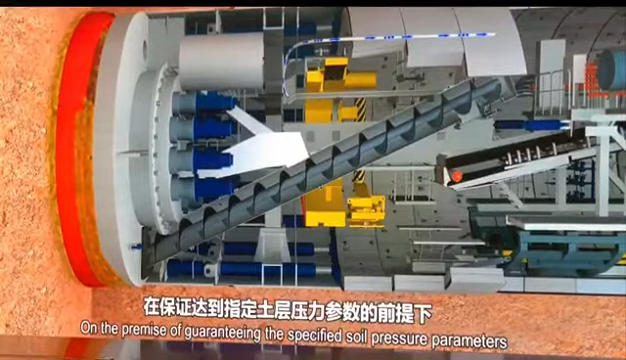 在保证达到指定土层压力参数的前提下
On the premise of guaranteeing the specified soil pressure parameters